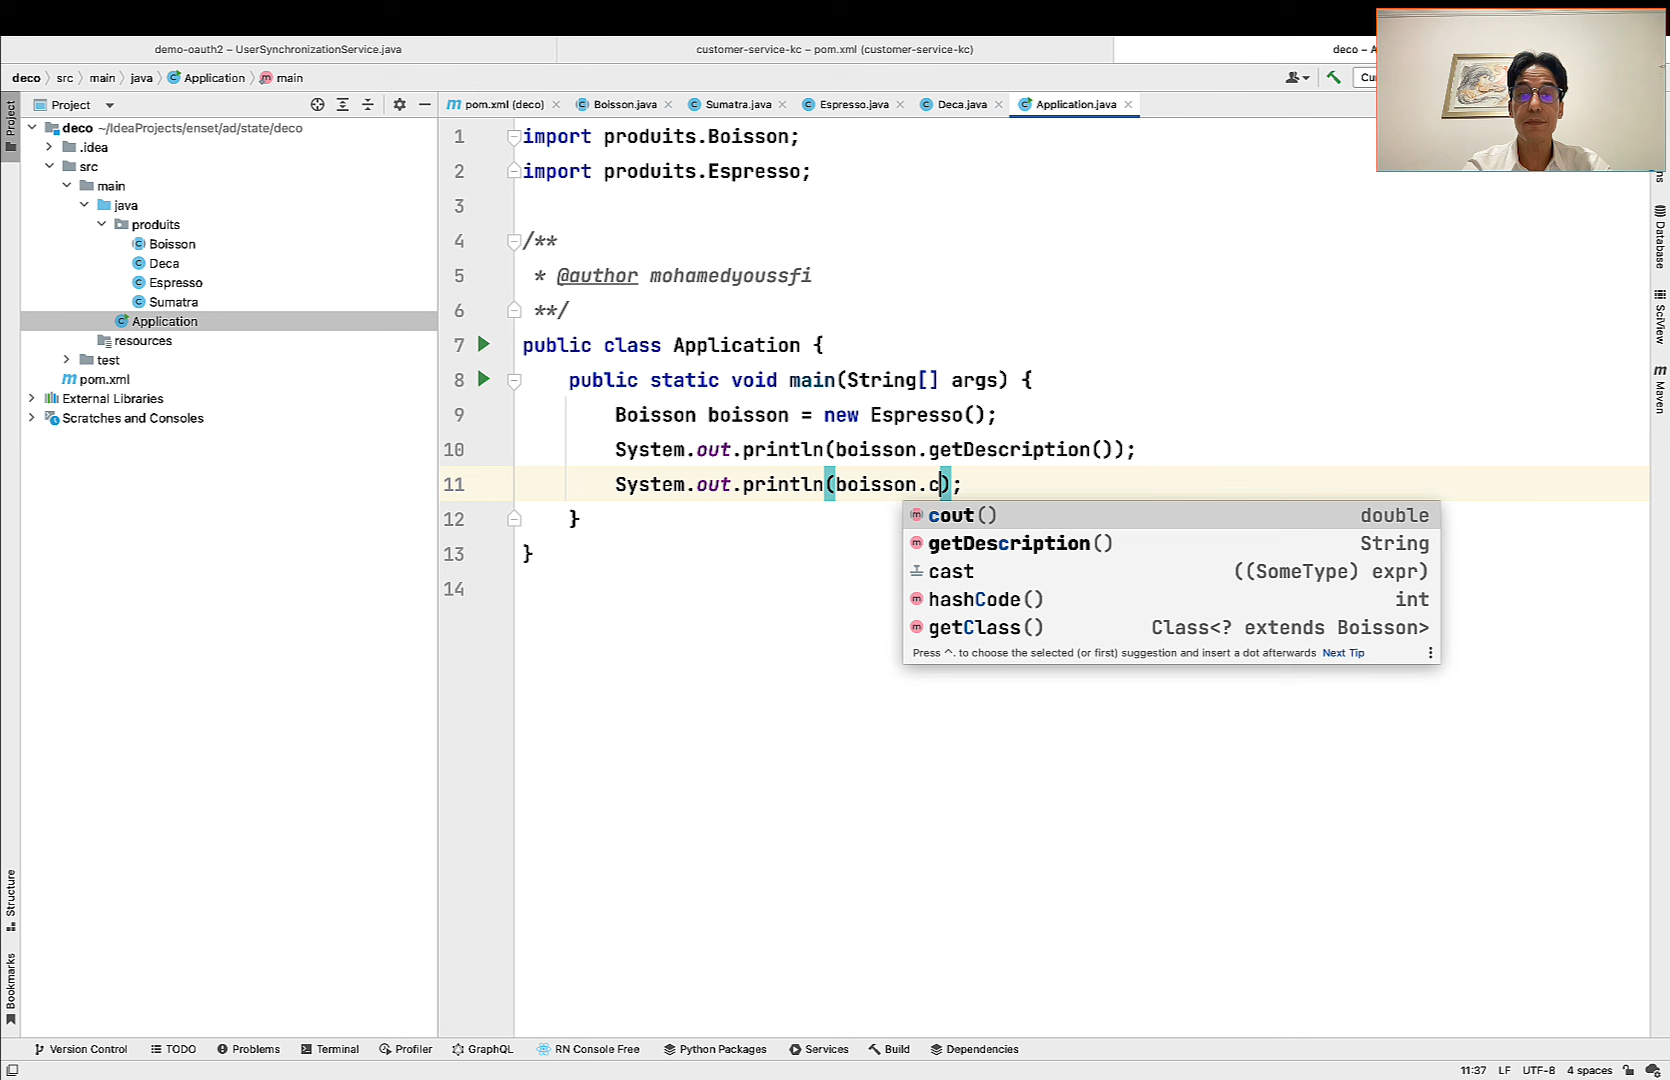 demo-oauth2 – UserSynchronizationService.java
customer-service-kc – pom.xml (customer-service-kc)
deco – A
deco src main java Application main
Cu
Project
Project
pom.xml (deco)
Boisson.java
Sumatra.java
Espresso.java
Deca.java
Application.java
deco ~/IdeaProjects/enset/ad/state/deco
.idea
src
main
java
produits
Boisson
Deca
Espresso
Sumatra
Application
resources
test
pom.xml
External Libraries
Scratches and Consoles
1 import produits.Boisson;
2 import produits.Espresso;
3
4 /**
5 * @author mohamedyoussfi
6 **/
7 public class Application {
8 public static void main(String[] args) {
9 Boisson boisson = new Espresso();
10 System.out.println(boisson.getDescription());
11 System.out.println(boisson.c);
12 }
13 }
14
cout() double
getDescription() String
cast ((SomeType) expr)
hashCode() int
getClass() Class<? extends Boisson>
Press ^. to choose the selected (or first) suggestion and insert a dot afterwards Next Tip
Database
SciView
Maven
Structure
Bookmarks
Version Control
TODO
Problems
Terminal
Profiler
GraphQL
RN Console Free
Python Packages
Services
Build
Dependencies
11:37 LF UTF-8 4 spaces